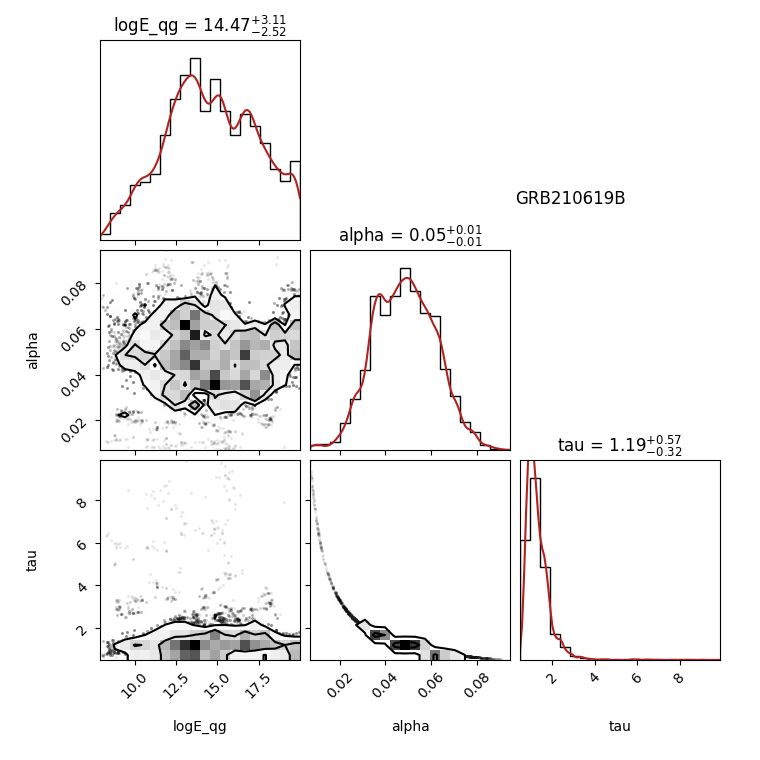 logE_qg = 14.47^{+3.11}_{-2.52}
GRB210619B
alpha = 0.05^{+0.01}_{-0.01}
0.08
0.06
0.04
0.02
alpha
tau = 1.19^{+0.57}_{-0.32}
8
6
4
2
tau
10.0 12.5 15.0 17.5
0.02 0.04 0.06 0.08
2 4 6 8
logE_qg alpha tau